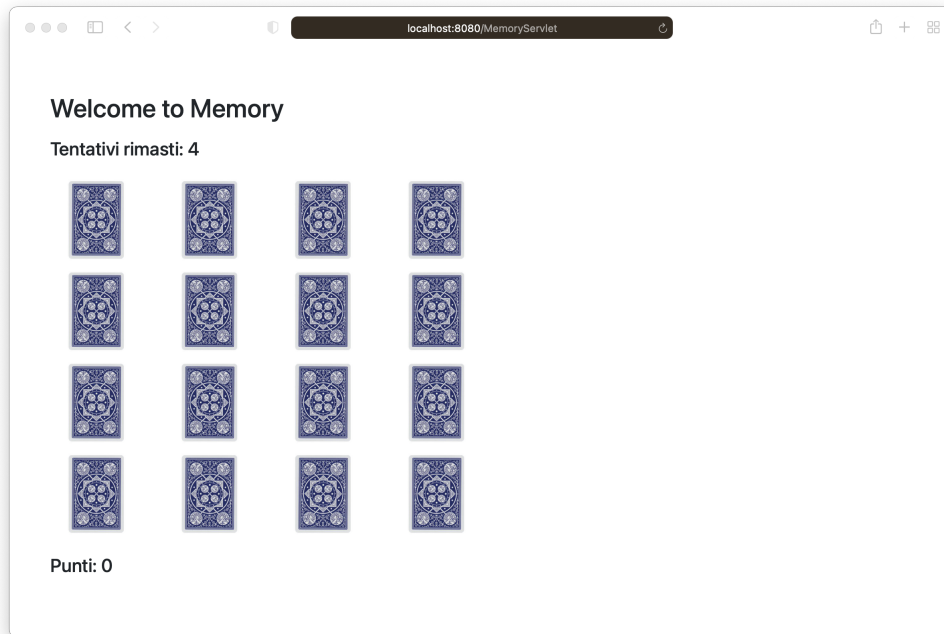 localhost:8080/MemoryServlet
Welcome to Memory
Tentativi rimasti: 4
Punti: 0